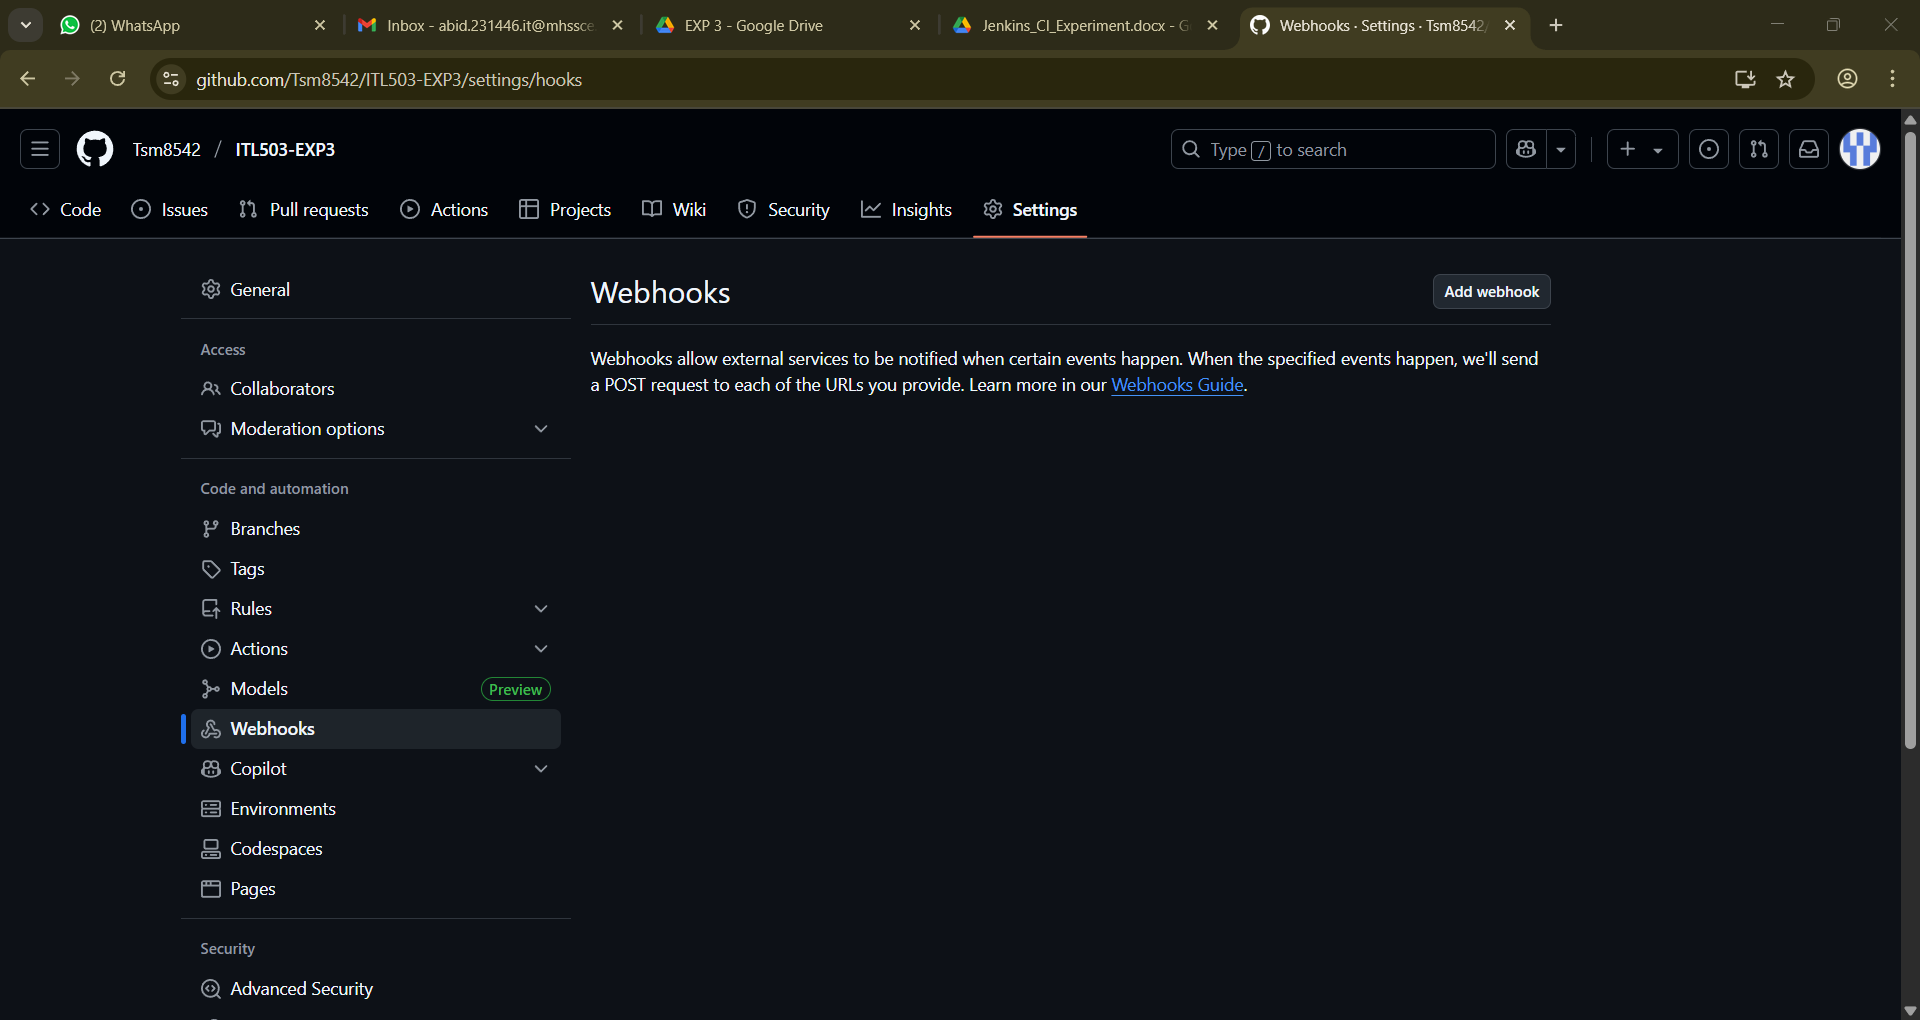 (2) WhatsApp
Inbox - abid.231446.it@mhssce
EXP 3 - Google Drive
Jenkins_CI_Experiment.docx - G
Webhooks · Settings · Tsm8542/
github.com/Tsm8542/ITL503-EXP3/settings/hooks
Tsm8542 / ITL503-EXP3
Type / to search
Code
Issues
Pull requests
Actions
Projects
Wiki
Security
Insights
Settings
General
Access
Collaborators
Moderation options
Code and automation
Branches
Tags
Rules
Actions
Models
Preview
Webhooks
Copilot
Environments
Codespaces
Pages
Security
Advanced Security
Webhooks
Add webhook
Webhooks allow external services to be notified when certain events happen. When the specified events happen, we'll send
a POST request to each of the URLs you provide. Learn more in our Webhooks Guide.